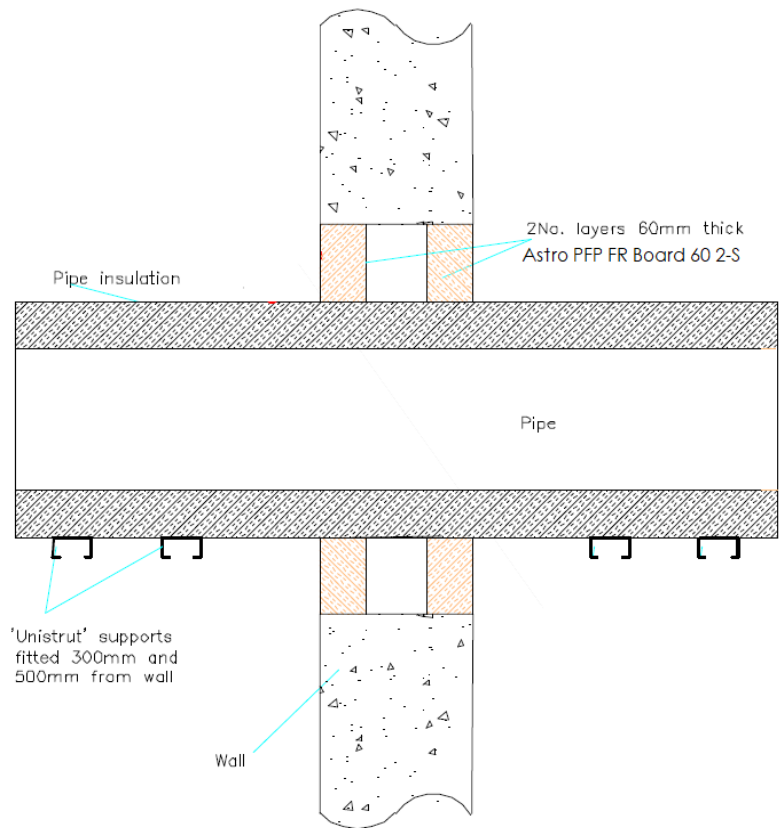 2No. layers 60mm thick
Astro PFP FR Board 60 2-S
Pipe insulation
Pipe
'Unistrut' supports
fitted 300mm and
500mm from wall
Wall